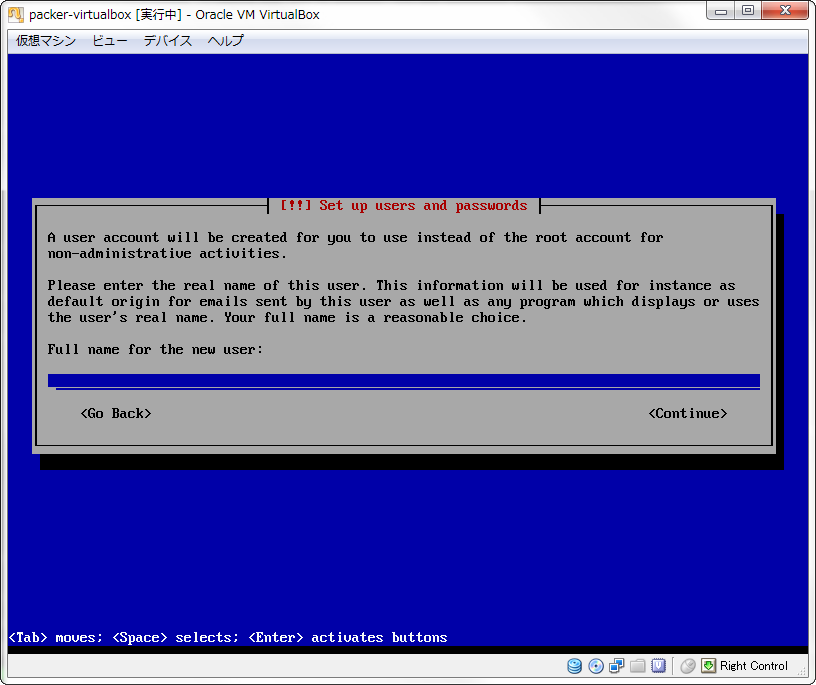 packer-virtualbox [実行中] - Oracle VM VirtualBox
仮想マシン ビュー デバイス ヘルプ
[!!] Set up users and passwords
A user account will be created for you to use instead of the root account for
non-administrative activities.
Please enter the real name of this user. This information will be used for instance as
default origin for emails sent by this user as well as any program which displays or uses
the user's real name. Your full name is a reasonable choice.
Full name for the new user:
<Go Back> <Continue>
<Tab> moves; <Space> selects; <Enter> activates buttons
Right Control